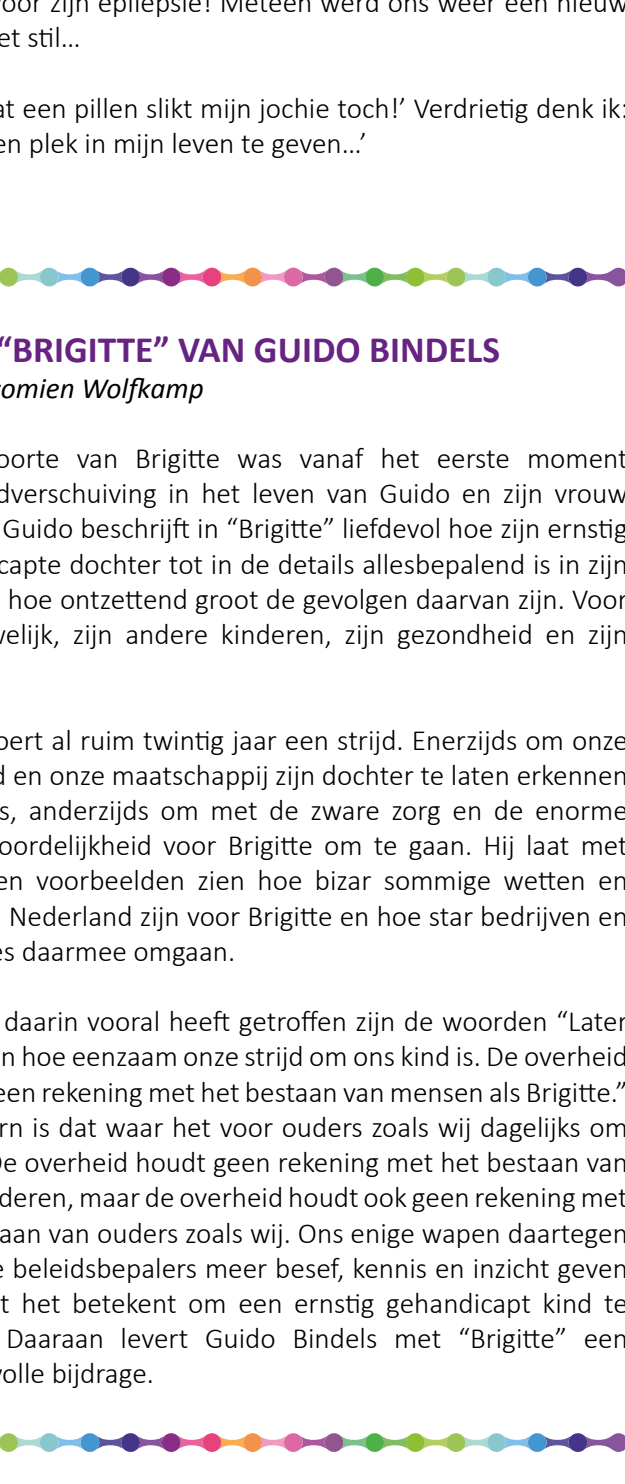 voor zijn epilepsie! Meteen werd ons weer een nieuw
et stil…
at een pillen slikt mijn jochie toch!’ Verdrietig denk ik:
en plek in mijn leven te geven…’
“BRIGITTE” VAN GUIDO BINDELS
comien Wolfkamp
oorte van Brigitte was vanaf het eerste moment
dverschuiving in het leven van Guido en zijn vrouw
Guido beschrijft in “Brigitte” liefdevol hoe zijn ernstig
capte dochter tot in de details allesbepalend is in zijn
hoe ontzettend groot de gevolgen daarvan zijn. Voor
welijk, zijn andere kinderen, zijn gezondheid en zijn
oert al ruim twintig jaar een strijd. Enerzijds om onze
d en onze maatschappij zijn dochter te laten erkennen
s, anderzijds om met de zware zorg en de enorme
oordelijkheid voor Brigitte om te gaan. Hij laat met
en voorbeelden zien hoe bizar sommige wetten en
Nederland zijn voor Brigitte en hoe star bedrijven en
es daarmee omgaan.
daarin vooral heeft getroffen zijn de woorden “Later
n hoe eenzaam onze strijd om ons kind is. De overheid
een rekening met het bestaan van mensen als Brigitte.”
rn is dat waar het voor ouders zoals wij dagelijks om
De overheid houdt geen rekening met het bestaan van
deren, maar de overheid houdt ook geen rekening met
aan van ouders zoals wij. Ons enige wapen daartegen
e beleidsbepalers meer besef, kennis en inzicht geven
t het betekent om een ernstig gehandicapt kind te
Daaraan levert Guido Bindels met “Brigitte” een
volle bijdrage.